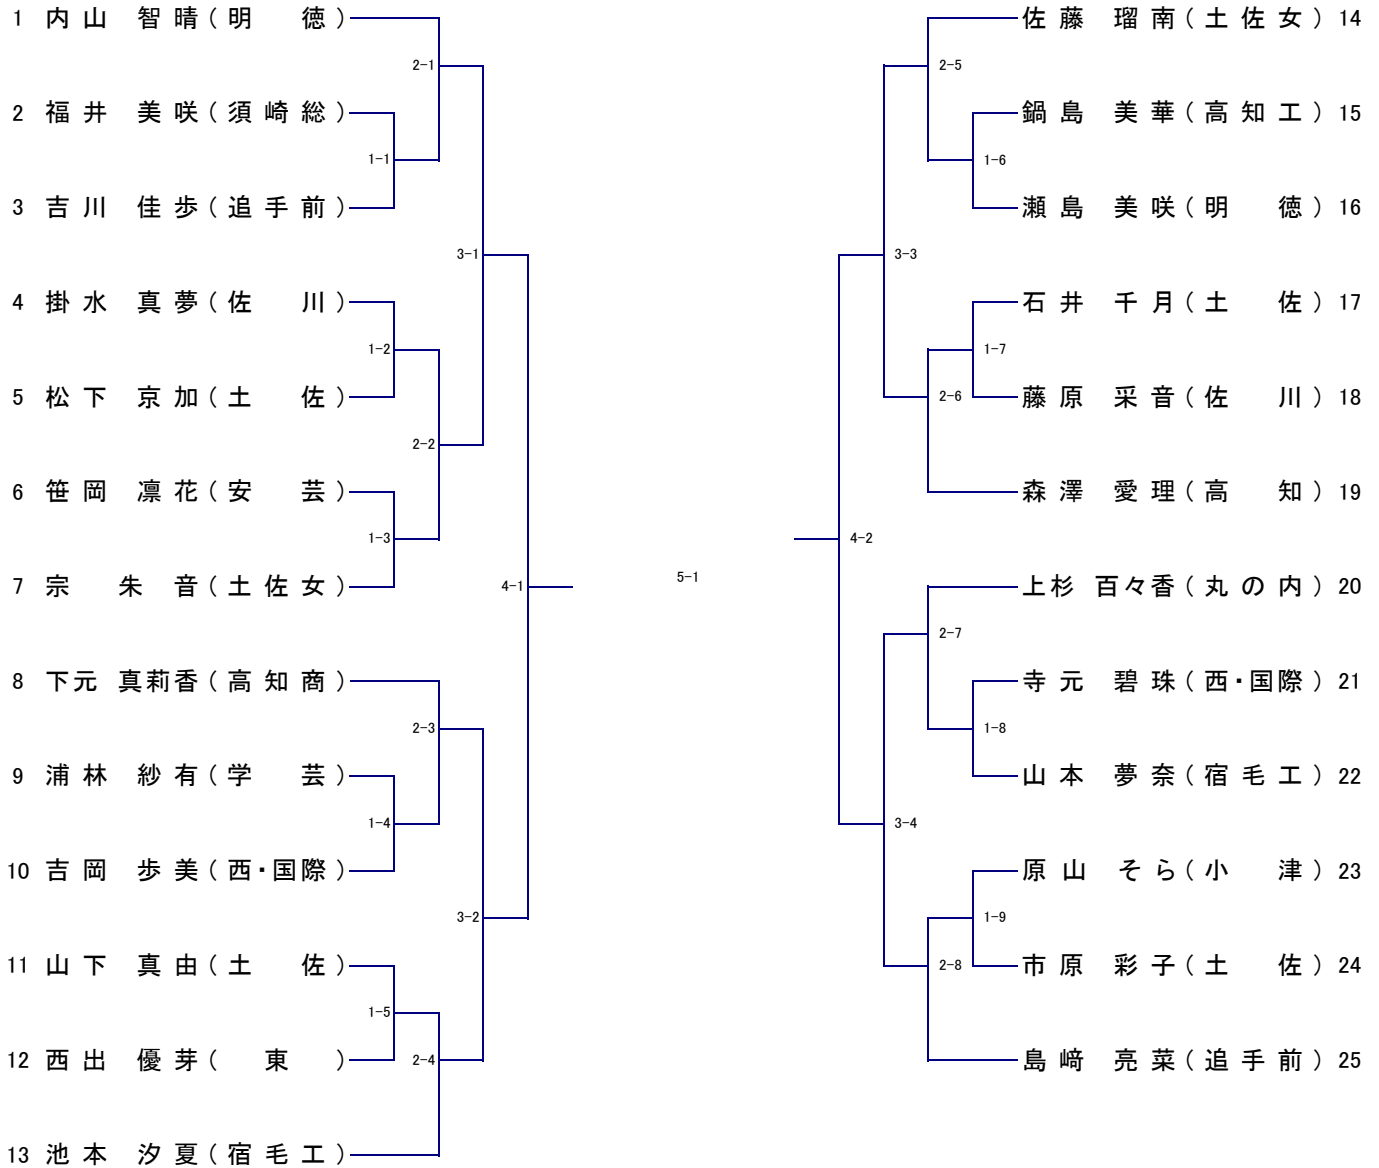 1 内山 智晴(明 徳)
2-1
2 福井 美咲(須崎総)
1-1
3 吉川 佳歩(追手前)
3-1
4 掛水 真夢(佐 川)
1-2
5 松下 京加(土 佐)
2-2
6 笹岡 凛花(安 芸)
1-3
7 宗 朱音(土佐女)
4-1
8 下元 真莉香(高知商)
2-3
9 浦林 紗有(学 芸)
1-4
10 吉岡 歩美(西・国際)
3-2
11 山下 真由(土 佐)
1-5
12 西出 優芽( 東 )
2-4
13 池本 汐夏(宿毛工)
5-1
佐藤 瑠南(土佐女) 14
2-5
鍋島 美華(高知工) 15
1-6
瀬島 美咲(明 徳) 16
3-3
石井 千月(土 佐) 17
1-7
藤原 采音(佐 川) 18
2-6
森澤 愛理(高 知) 19
4-2
上杉 百々香(丸の内) 20
2-7
寺元 碧珠(西・国際) 21
1-8
山本 夢奈(宿毛工) 22
3-4
原山 そら(小 津) 23
1-9
市原 彩子(土 佐) 24
2-8
島﨑 亮菜(追手前) 25